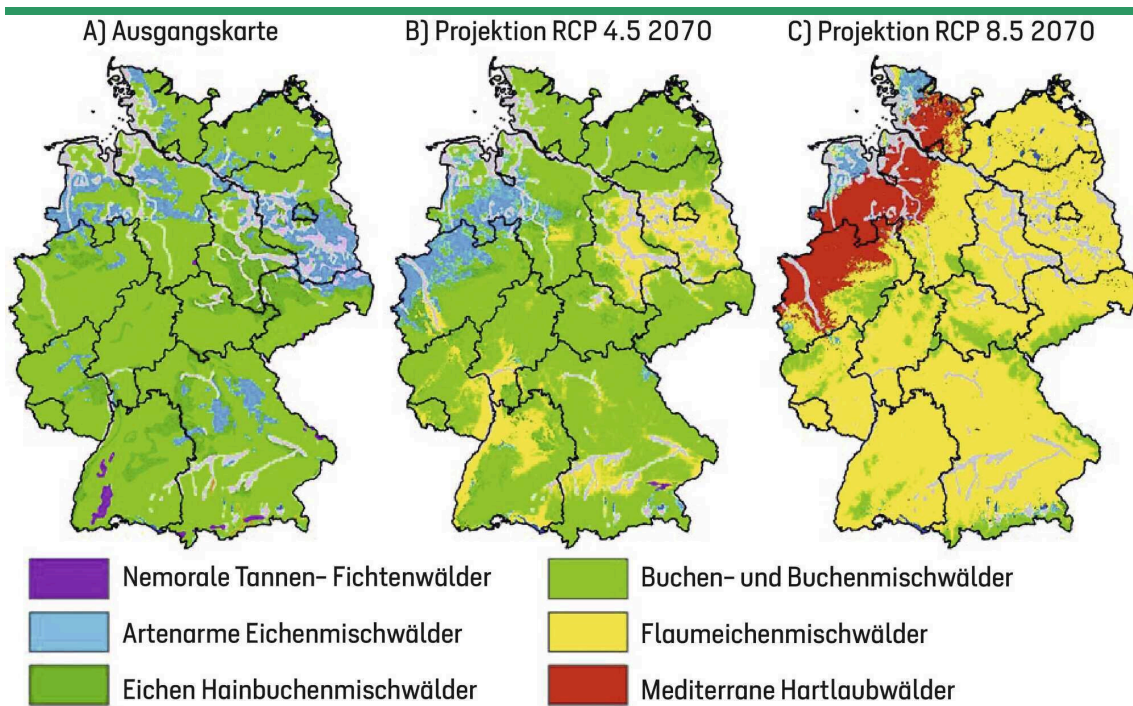 A) Ausgangskarte
B) Projektion RCP 4.5 2070
C) Projektion RCP 8.5 2070
Nemorale Tannen– Fichtenwälder
Buchen– und Buchenmischwälder
Artenarme Eichenmischwälder
Flaumeichenmischwälder
Eichen Hainbuchenmischwälder
Mediterrane Hartlaubwälder